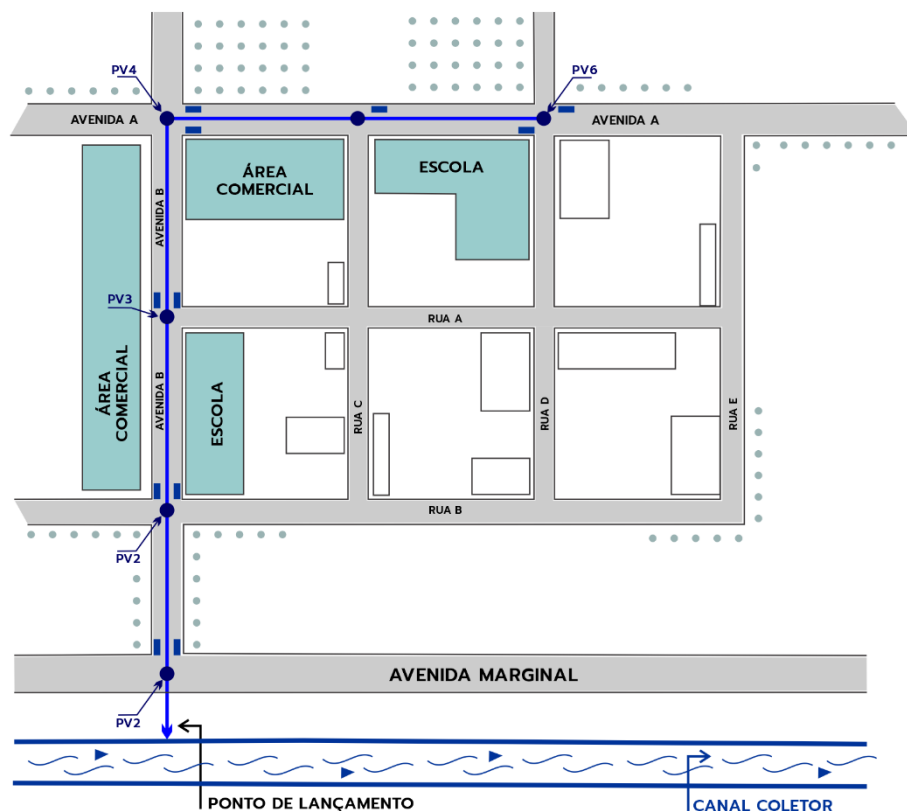 PV4
PV6
AVENIDA A
AVENIDA A
ÁREA
COMERCIAL
ESCOLA
AVENIDA B
PV3
RUA A
ÁREA
COMERCIAL
AVENIDA B
ESCOLA
RUA C
RUA D
RUA E
RUA B
PV2
AVENIDA MARGINAL
PV2
PONTO DE LANÇAMENTO
CANAL COLETOR